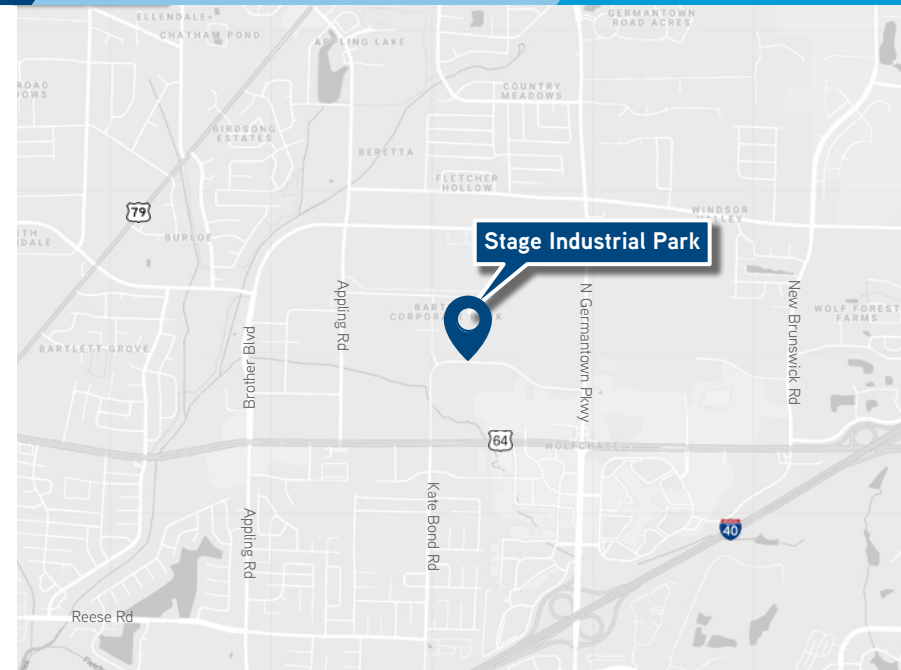 ELLENDALE
CHATHAM POND
APPLING LAKE
GERMANTOWN
ROAD ACRES
ROAD
COUNTRY
MEADOWS
BIRDSONG
ESTATES
BERETTA
FLETCHER
HOLLOW
79
WINDSOR
VALLEY
BURLOE
Stage Industrial Park
Appling Rd
N Germantown Pkwy
New Brunswick Rd
WOLF FOREST
FARMS
BARTLETT GROVE
Brother Blvd
64
WOLFCHASE
Kate Bond Rd
Appling Rd
40
Reese Rd